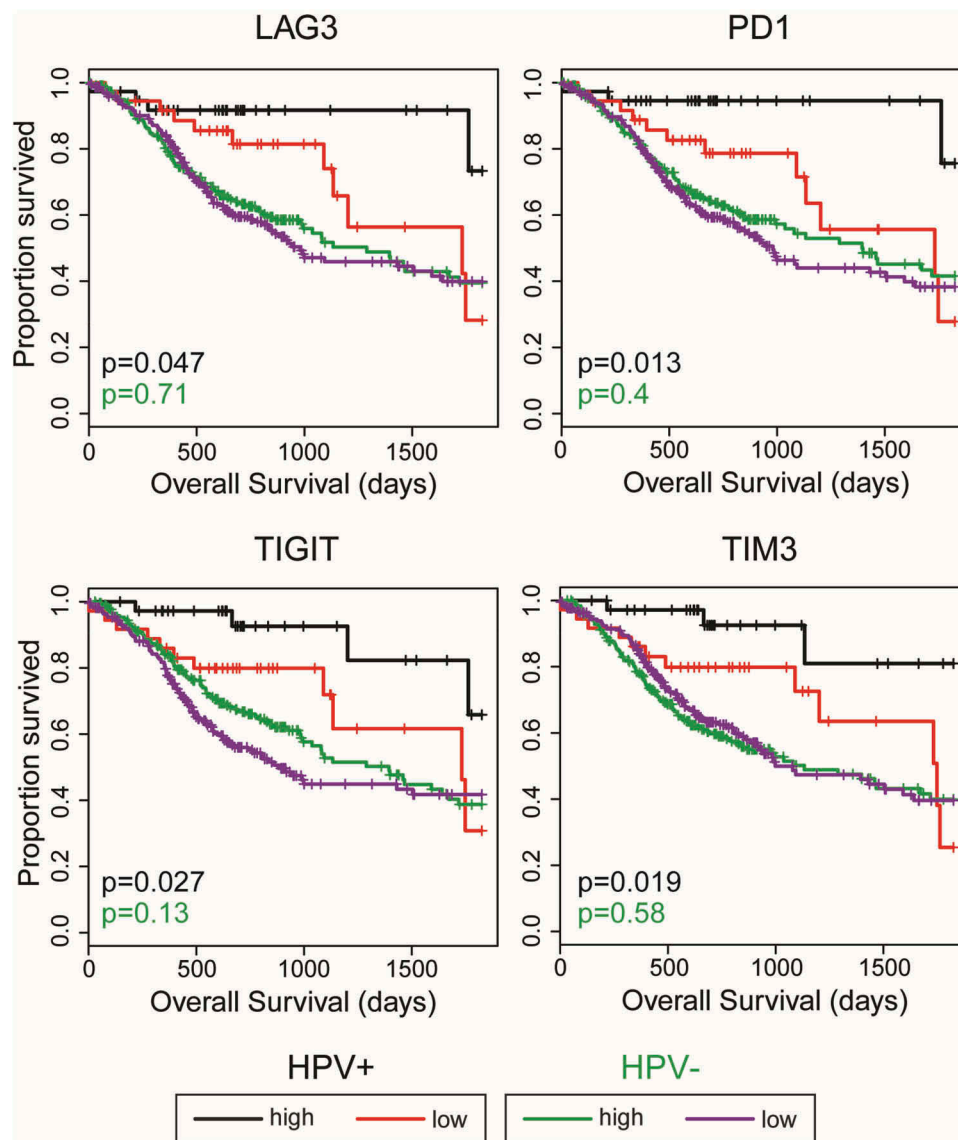 LAG3
PD1
Proportion survived
1.0
0.8
0.6
0.4
0.2
0.0
p=0.047
p=0.71
0
500
1000
1500
Overall Survival (days)
1.0
0.8
0.6
0.4
0.2
0.0
p=0.013
p=0.4
0
500
1000
1500
Overall Survival (days)
TIGIT
TIM3
Proportion survived
1.0
0.8
0.6
0.4
0.2
0.0
p=0.027
p=0.13
0
500
1000
1500
Overall Survival (days)
1.0
0.8
0.6
0.4
0.2
0.0
p=0.019
p=0.58
0
500
1000
1500
Overall Survival (days)
HPV+
HPV-
high
low
high
low